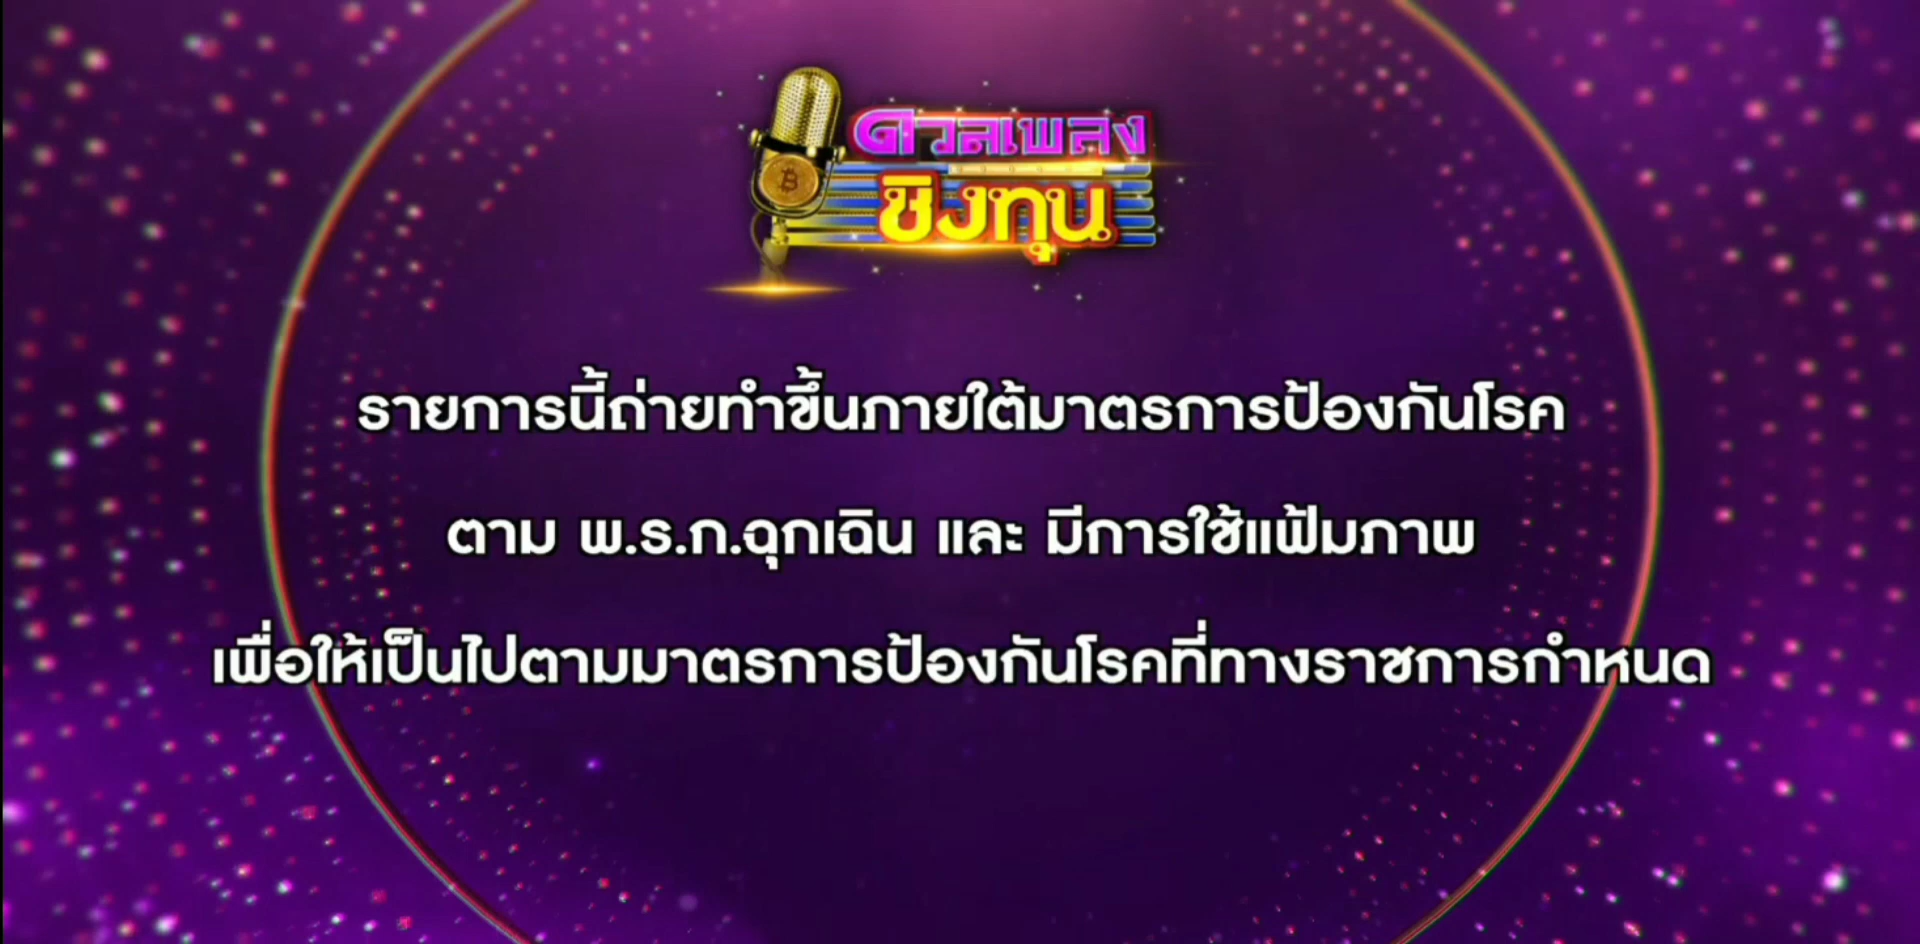 ดวลเพลง
ชิงทุน
รายการนี้ถ่ายทำขึ้นภายใต้มาตรการป้องกันโรค
ตาม พ.ร.ก.ฉุกเฉิน และ มีการใช้แฟ้มภาพ
เพื่อให้เป็นไปตามมาตรการป้องกันโรคที่ทางราชการกำหนด